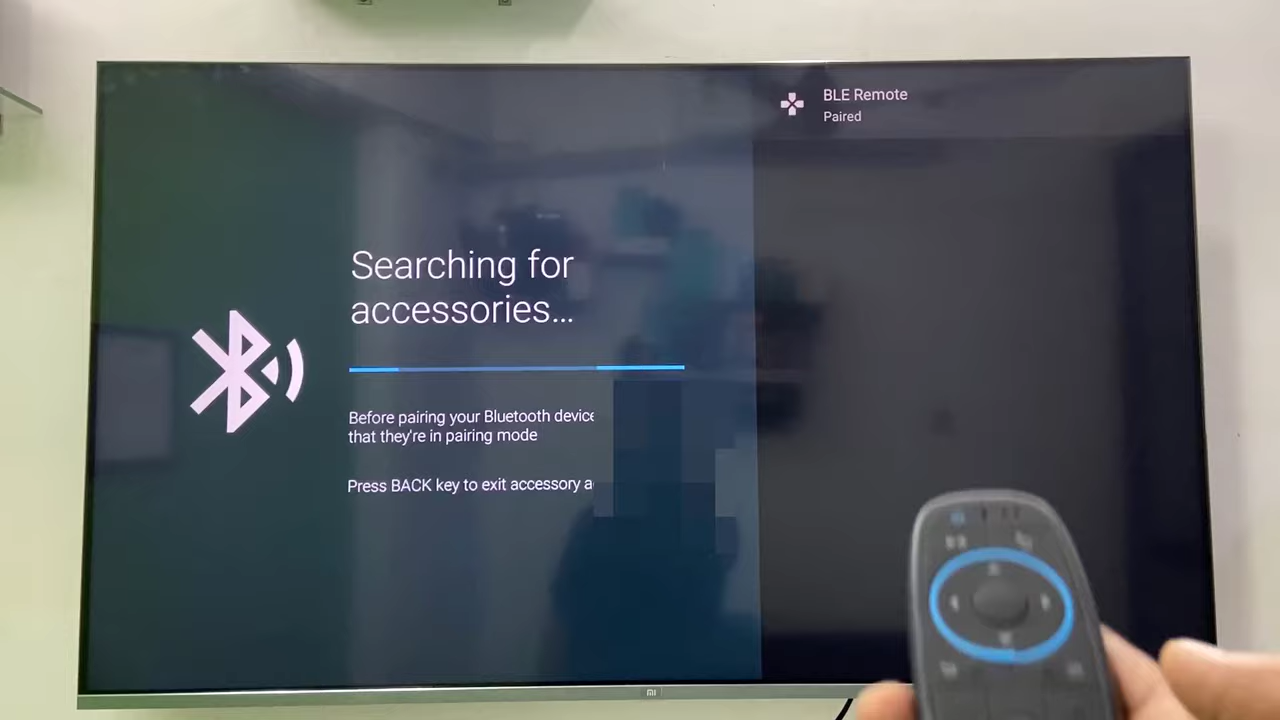 BLE Remote
Paired
Searching for
accessories...
Before pairing your Bluetooth device
that they're in pairing mode
Press BACK key to exit accessory
mi